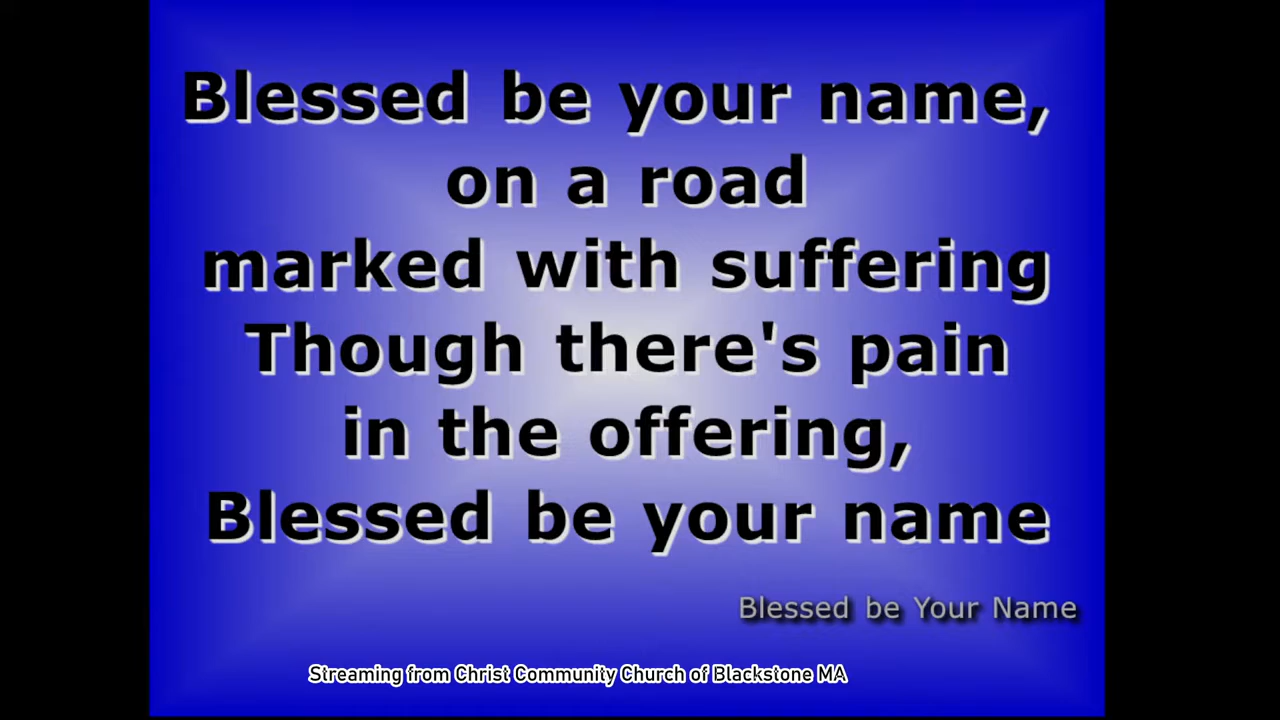 Blessed be your name,
on a road
marked with suffering
Though there's pain
in the offering,
Blessed be your name
Blessed be Your Name
Streaming from Christ Community Church of Blackstone MA